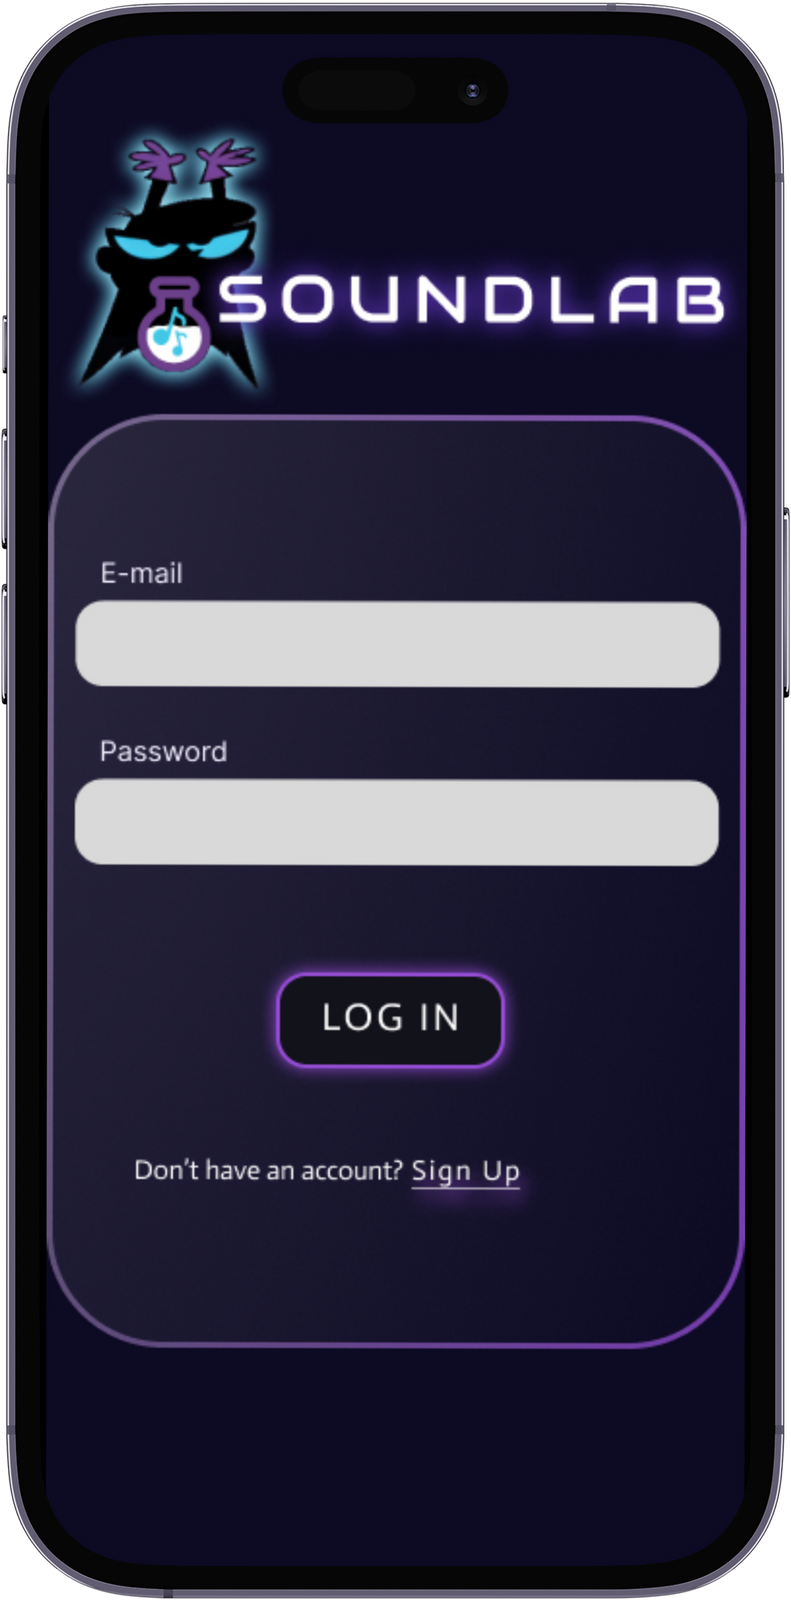 SOUNDLAB
E-mail
Password
LOG IN
Don't have an account? Sign Up